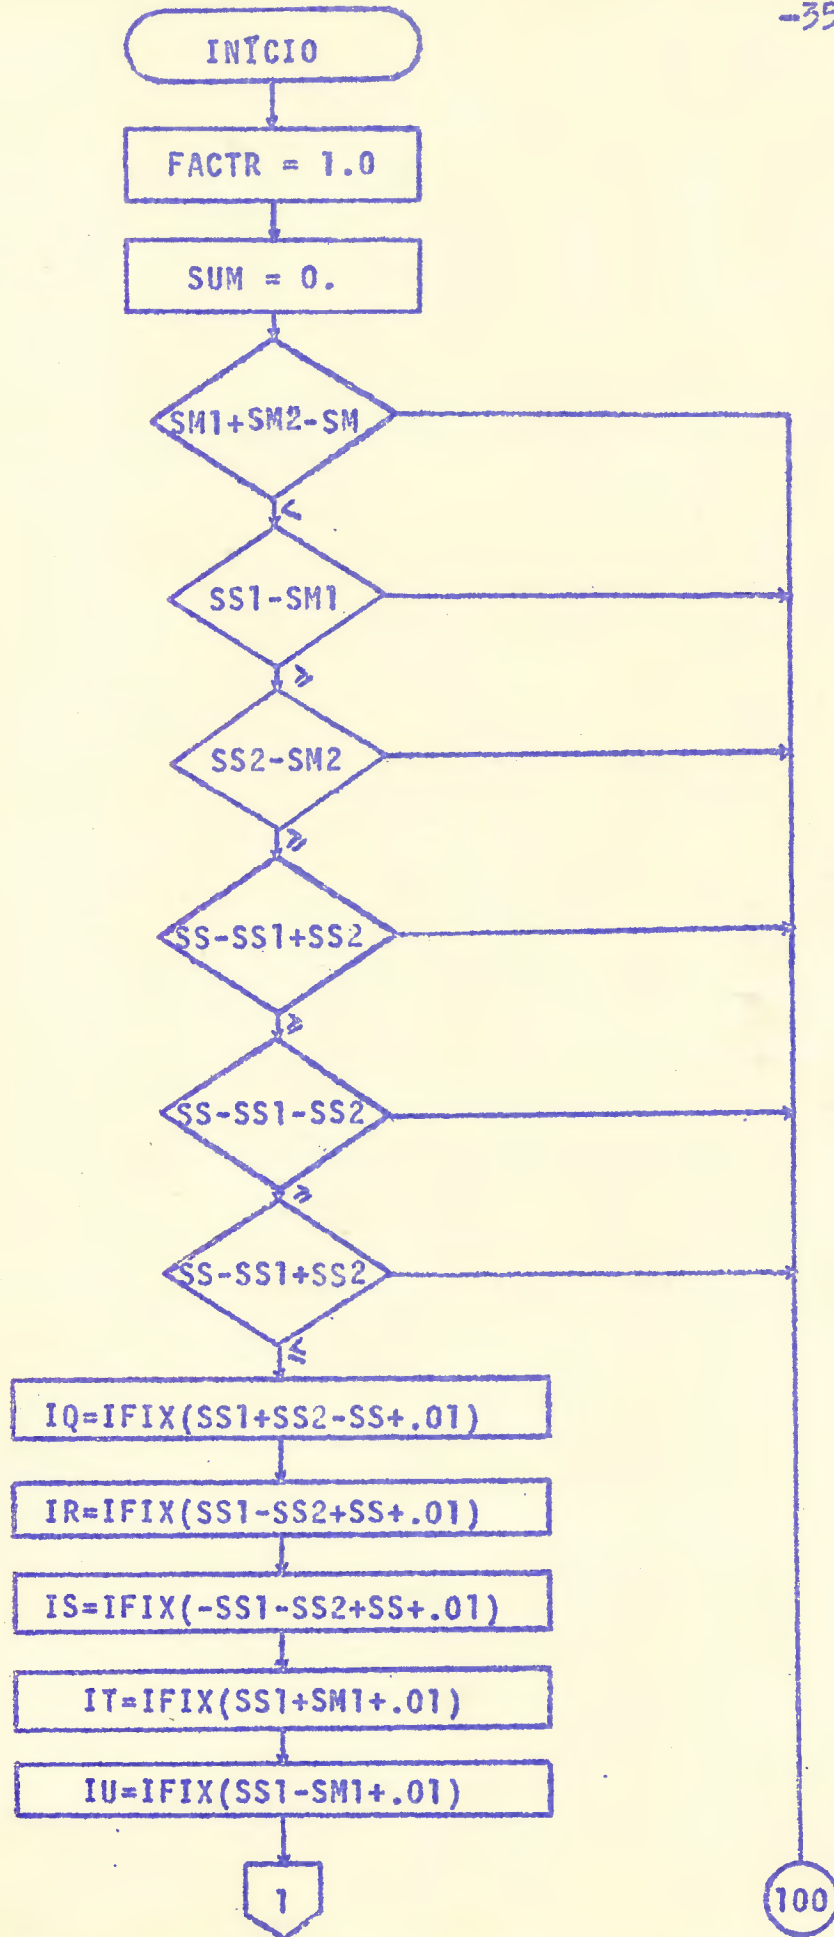 -35
INÍCIO
FACTR = 1.0
SUM = 0.
SM1+SM2-SM
<
SS1-SM1
≥
SS2-SM2
≥
SS-SS1+SS2
≥
SS-SS1-SS2
≥
SS-SS1+SS2
≤
IQ=IFIX(SS1+SS2-SS+.01)
IR=IFIX(SS1-SS2+SS+.01)
IS=IFIX(-SS1-SS2+SS+.01)
IT=IFIX(SS1+SM1+.01)
IU=IFIX(SS1-SM1+.01)
1
100